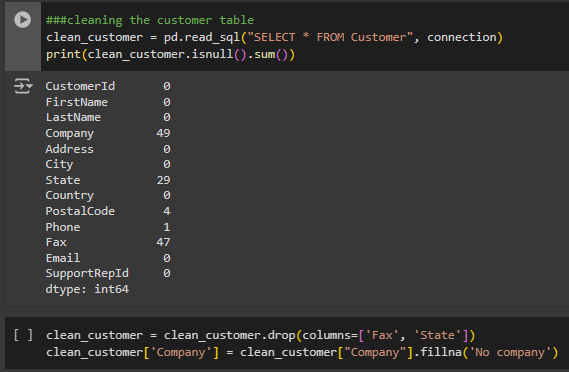 ###cleaning the customer table
clean_customer = pd.read_sql("SELECT * FROM Customer", connection)
print(clean_customer.isnull().sum())
CustomerId 0
FirstName 0
LastName 0
Company 49
Address 0
City 0
State 29
Country 0
PostalCode 4
Phone 1
Fax 47
Email 0
SupportRepId 0
dtype: int64
[ ] clean_customer = clean_customer.drop(columns=['Fax', 'State'])
clean_customer['Company'] = clean_customer["Company"].fillna('No company')